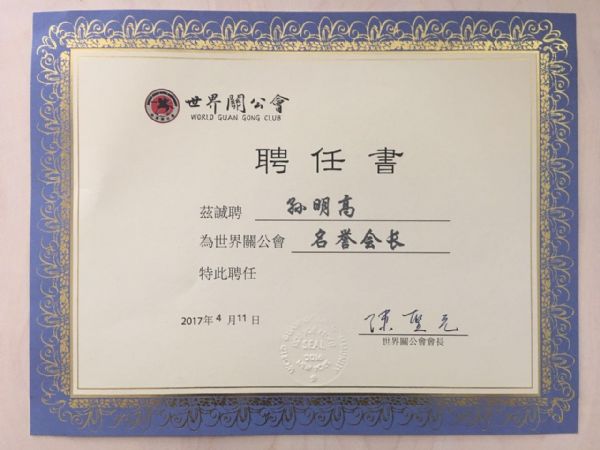 世界關公會
WORLD GUAN GONG CLUB
聘任書
茲誠聘 孙明高
為世界關公會 名誉会长
特此聘任
2017年4月11日
陳聖元
世界關公會會長
SEAL